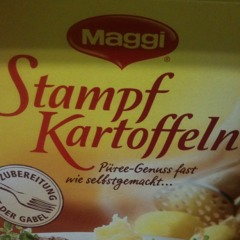 Maggi
Stampf
Kartoffeln
Püree-Genuss fast
wie selbstgemacht...
ZUBEREITUNG
DER GABEL